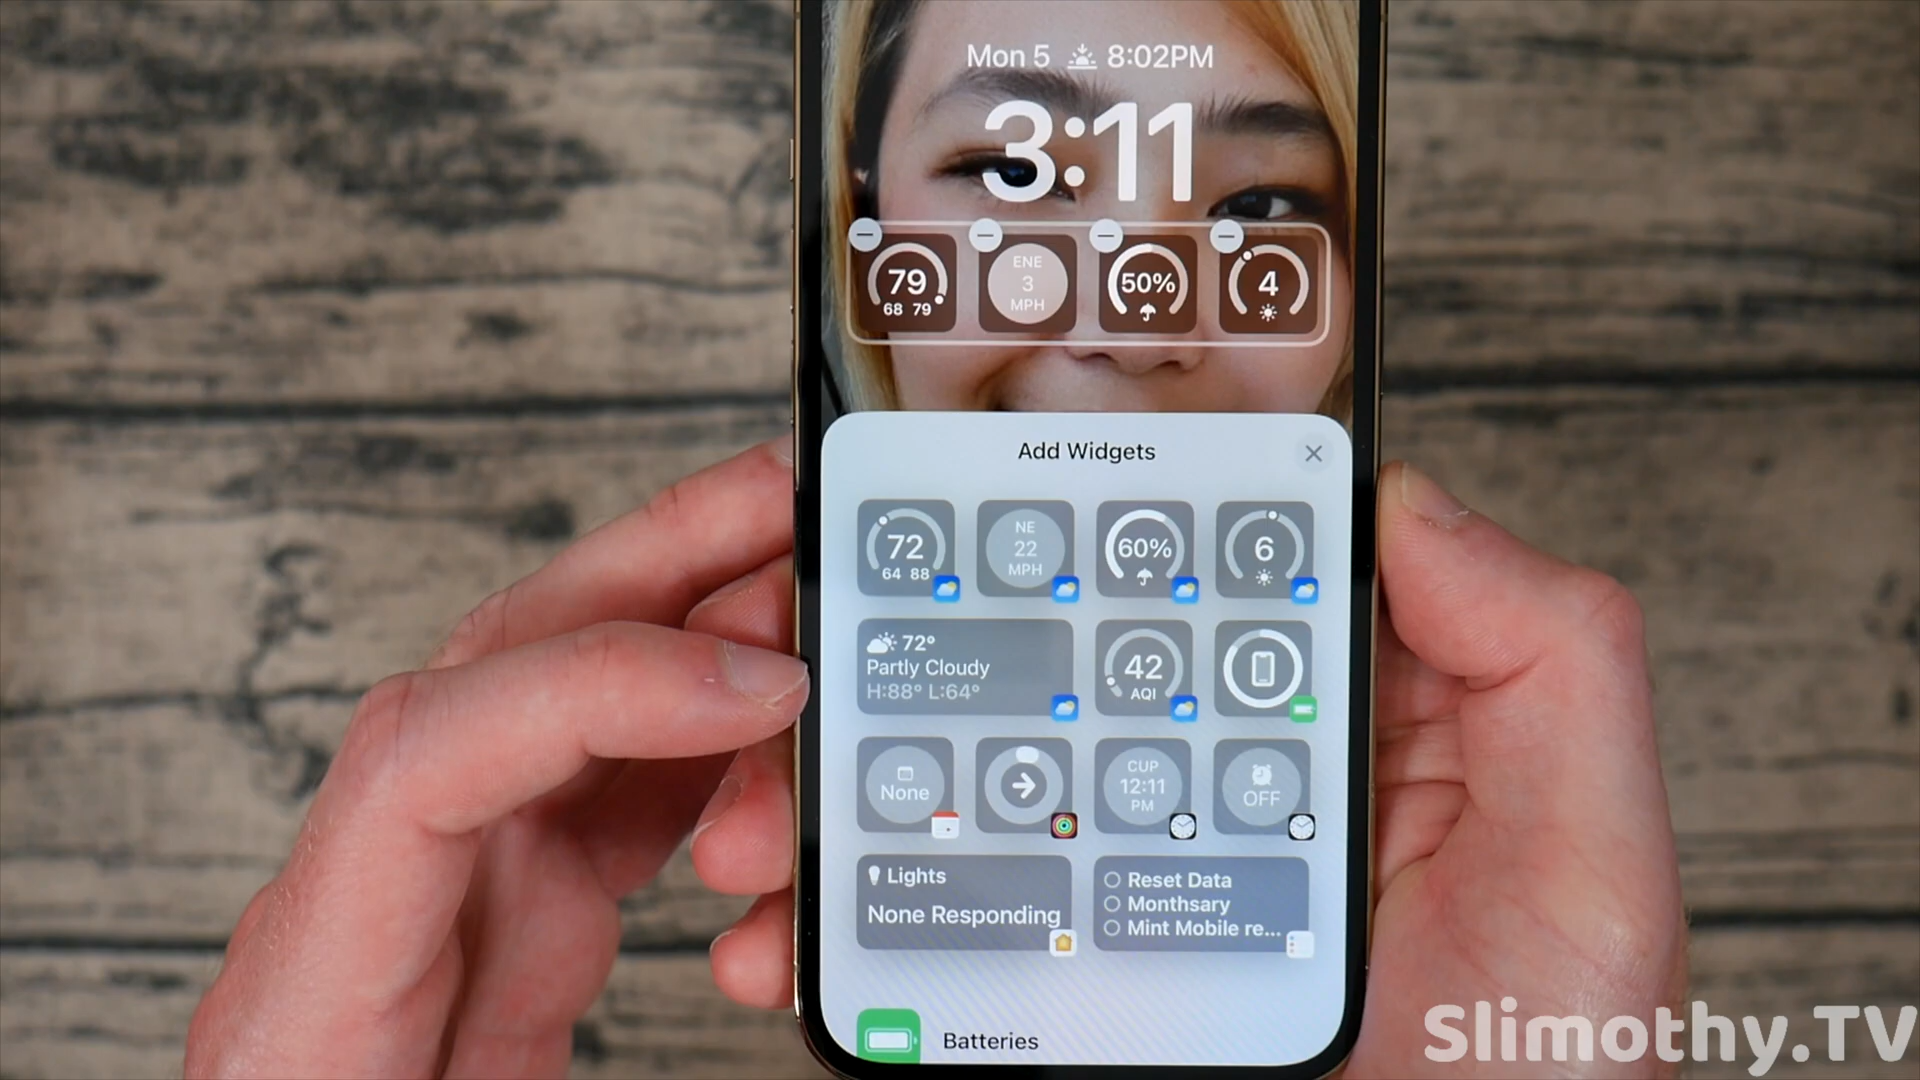 Mon 5 8:02PM
3:11
79
68 79
ENE
3
MPH
50%
4
Add Widgets
72
64 88
NE
22
MPH
60%
6
72°
Partly Cloudy
H:88° L:64°
42
AQI
None
CUP
12:11
PM
OFF
Lights
None Responding
Reset Data
Monthsary
Mint Mobile re...
Batteries
Slimothy.TV